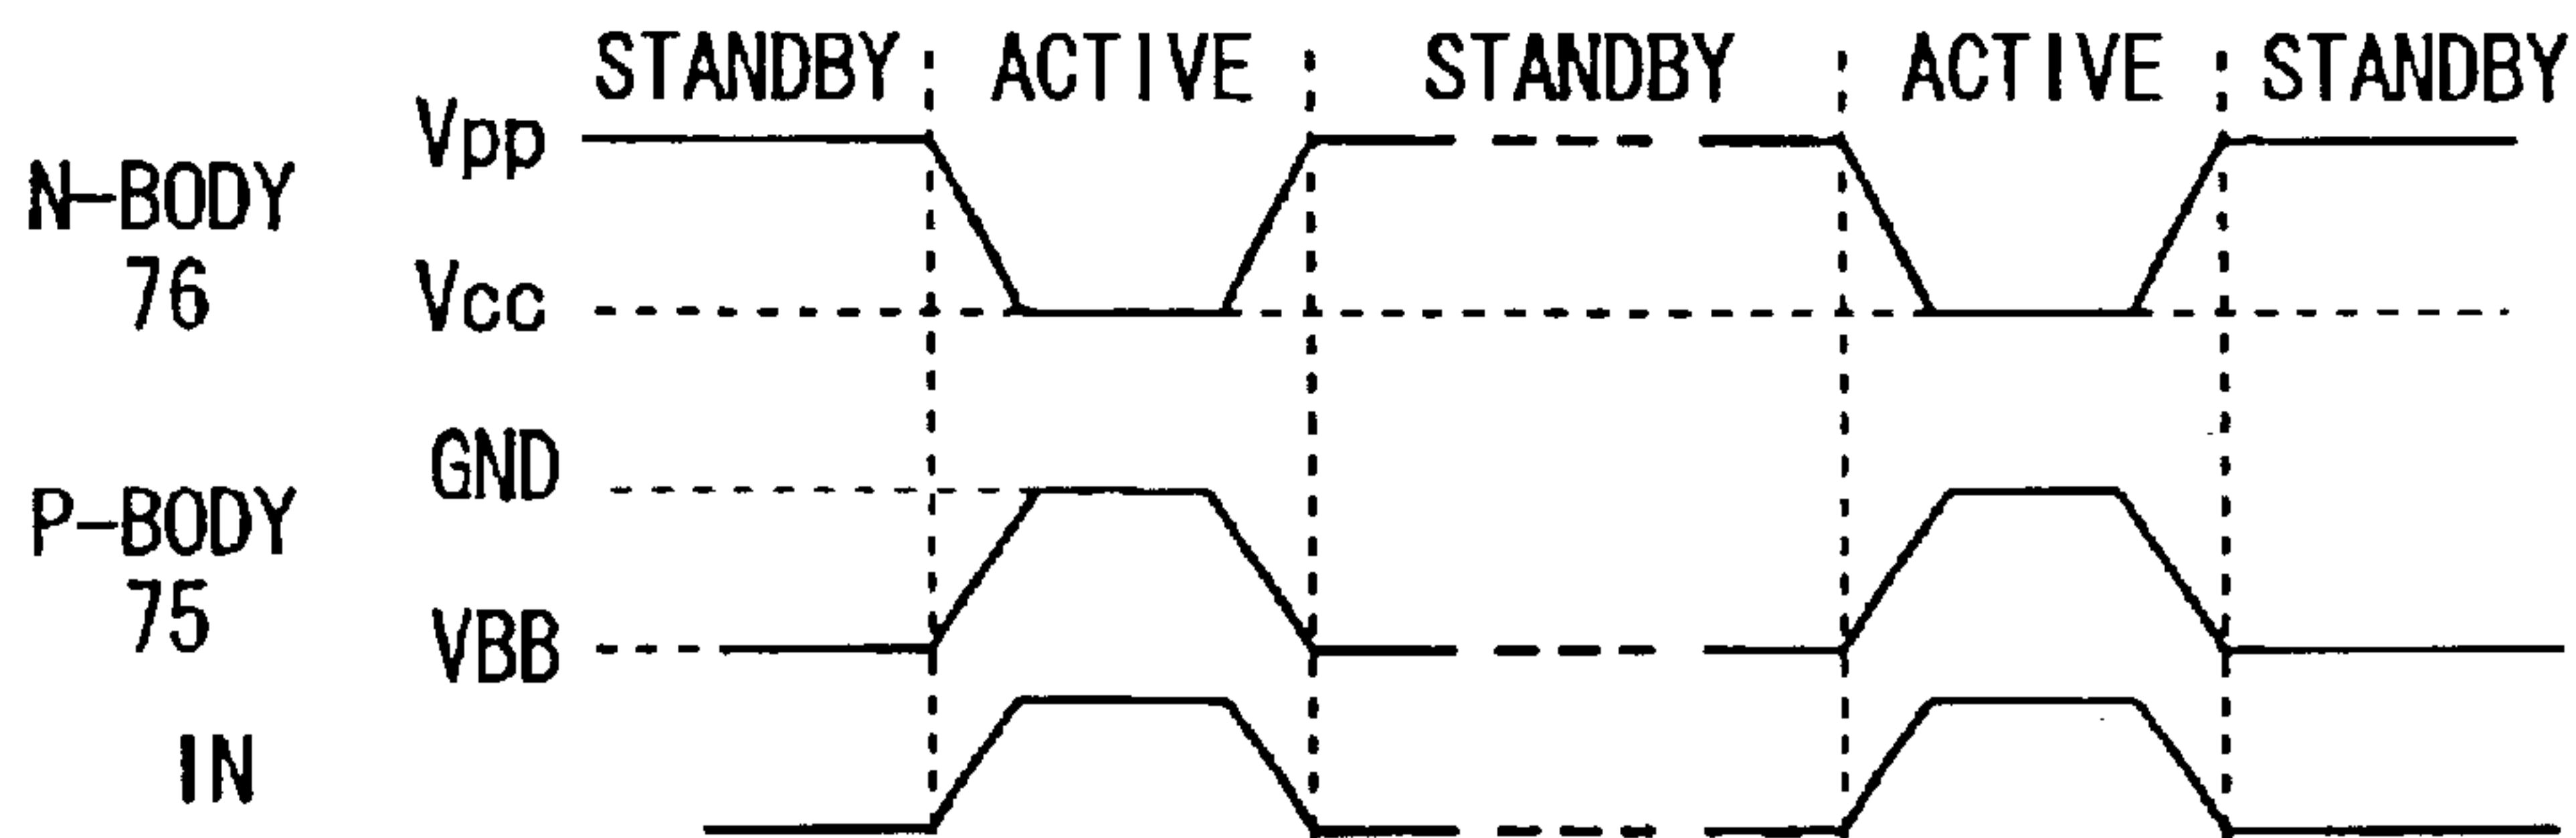 STANDBY ACTIVE STANDBY ACTIVE STANDBY
Vpp
N-BODY
76
Vcc
GND
P-BODY
75
VBB
IN